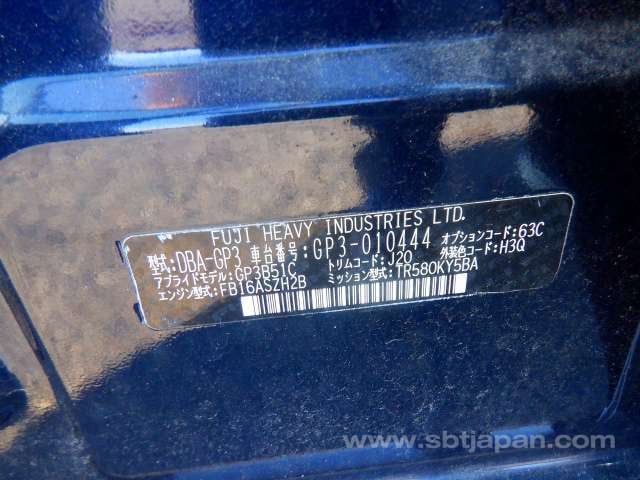 FUJI HEAVY INDUSTRIES LTD.
型式: DBA-GP3 車台番号: GP3-010444 オプションコード: 63C
アプライドモデル: GP3B51C トリムコード: J20 外装色コード: H3Q
エンジン型式: FB16ASZH2B ミッション型式: TR580KY5BA
www.sbtjapan.com